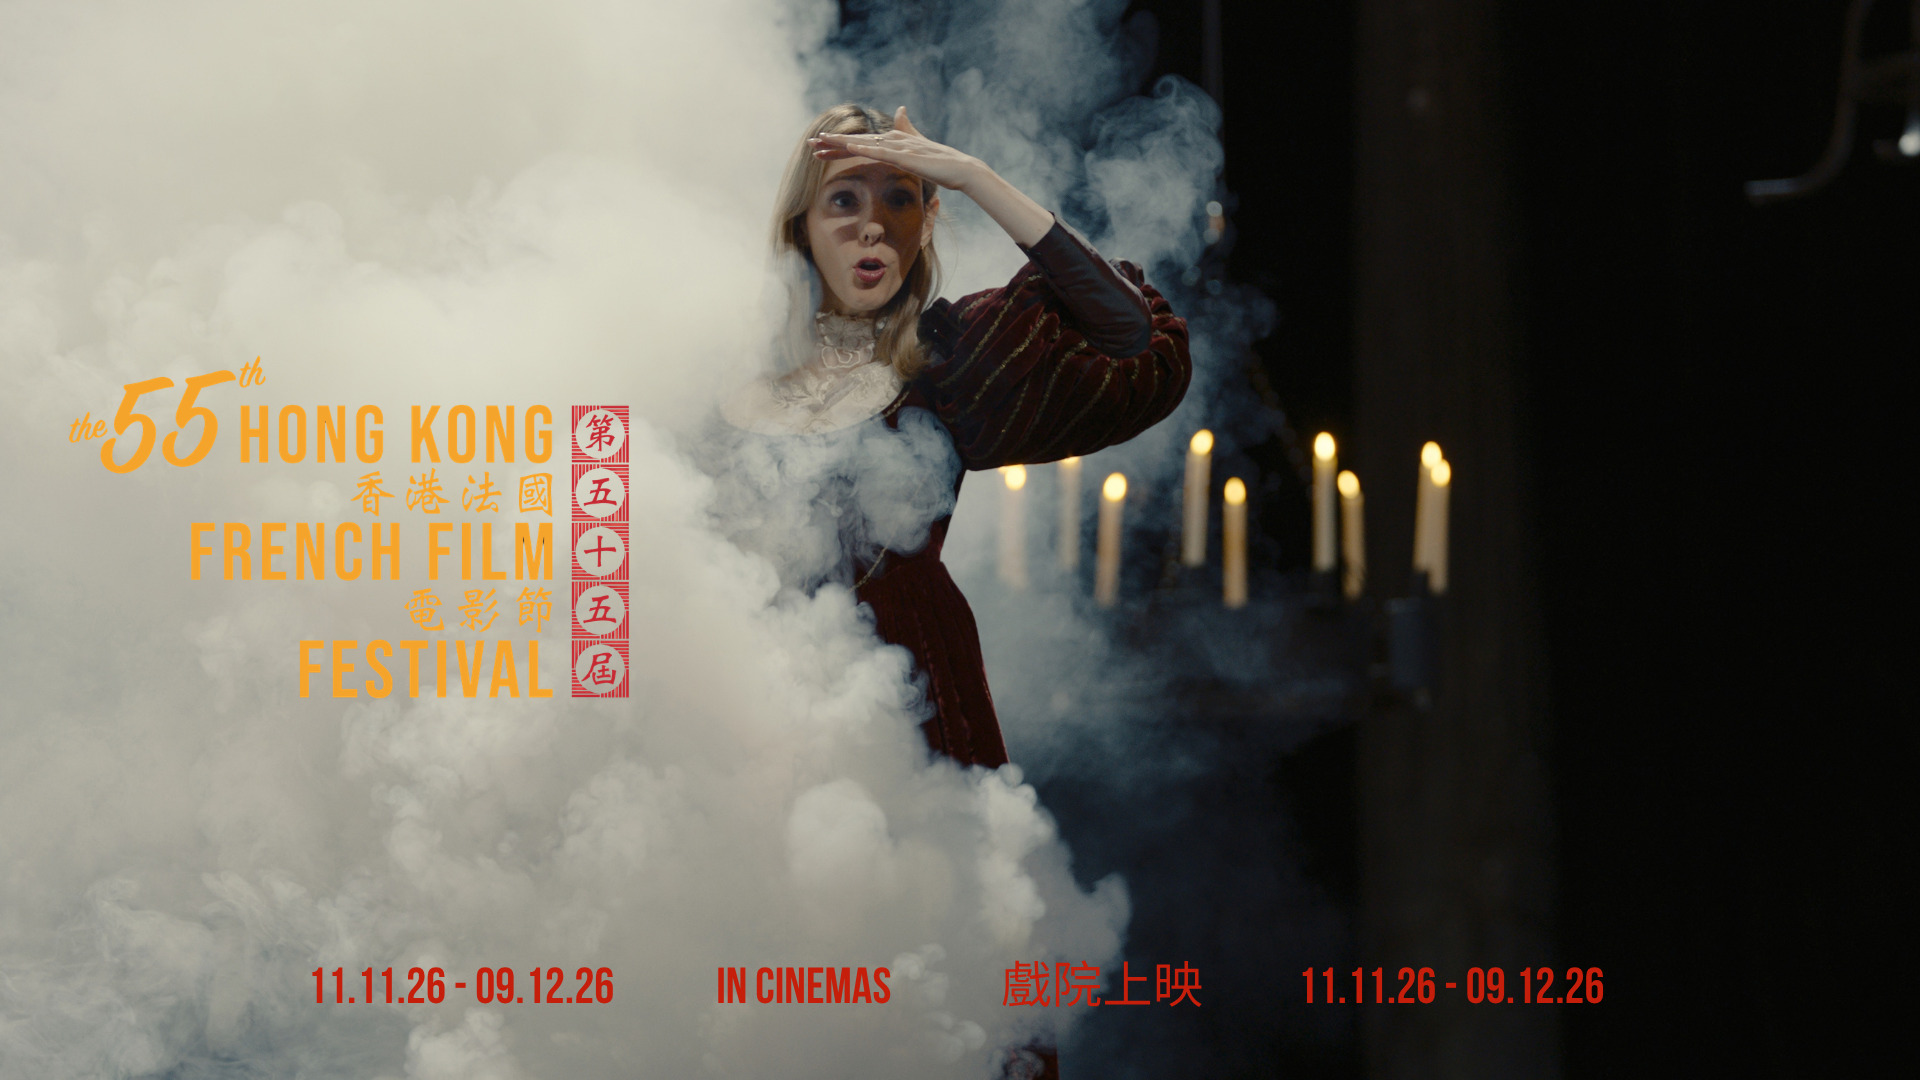 the 55th HONG KONG
香港法國
FRENCH FILM
電影節
FESTIVAL
第五十五屆
11.11.26 - 09.12.26 IN CINEMAS 戲院上映 11.11.26 - 09.12.26